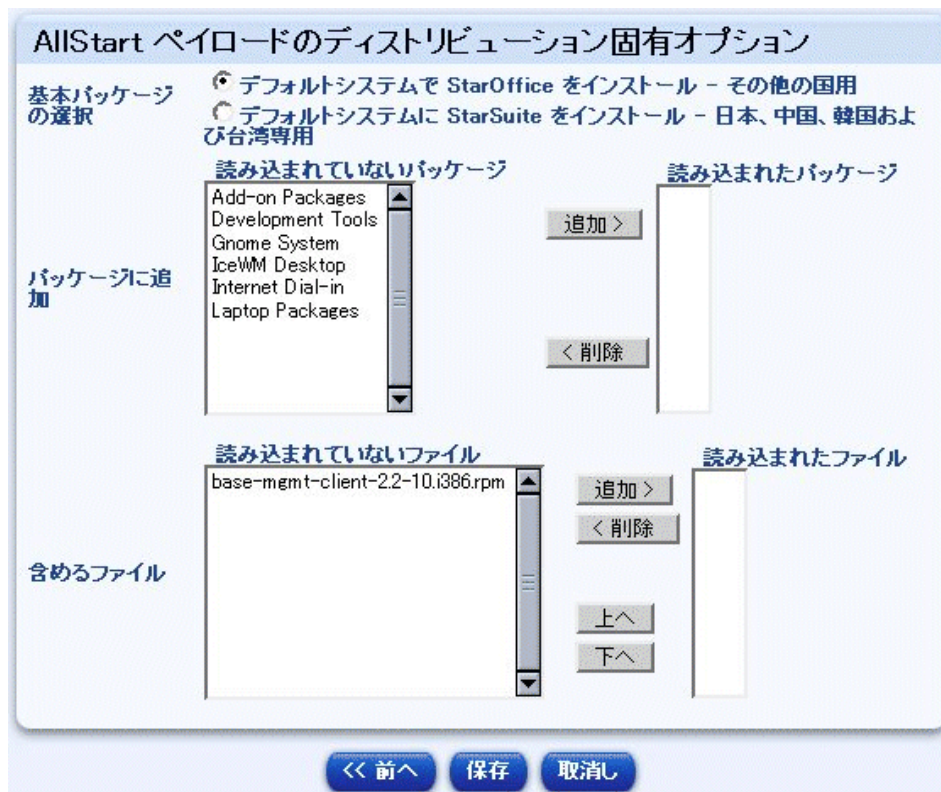 AllStart ペイロードのディストリビューション固有オプション
基本パッケージ
の選択
デフォルトシステムで StarOffice をインストール - その他の国用
デフォルトシステムに StarSuite をインストール - 日本、中国、韓国およ
び台湾専用
読み込まれていないパッケージ
読み込まれたパッケージ
パッケージに追
加
Add-on Packages
Development Tools
Gnome System
IceWM Desktop
Internet Dial-in
Laptop Packages
追加 >
< 削除
読み込まれていないファイル
読み込まれたファイル
含めるファイル
base-mgmt-client-2.2-10.i386.rpm
追加 >
< 削除
上へ
下へ
<< 前へ
保存
取消し